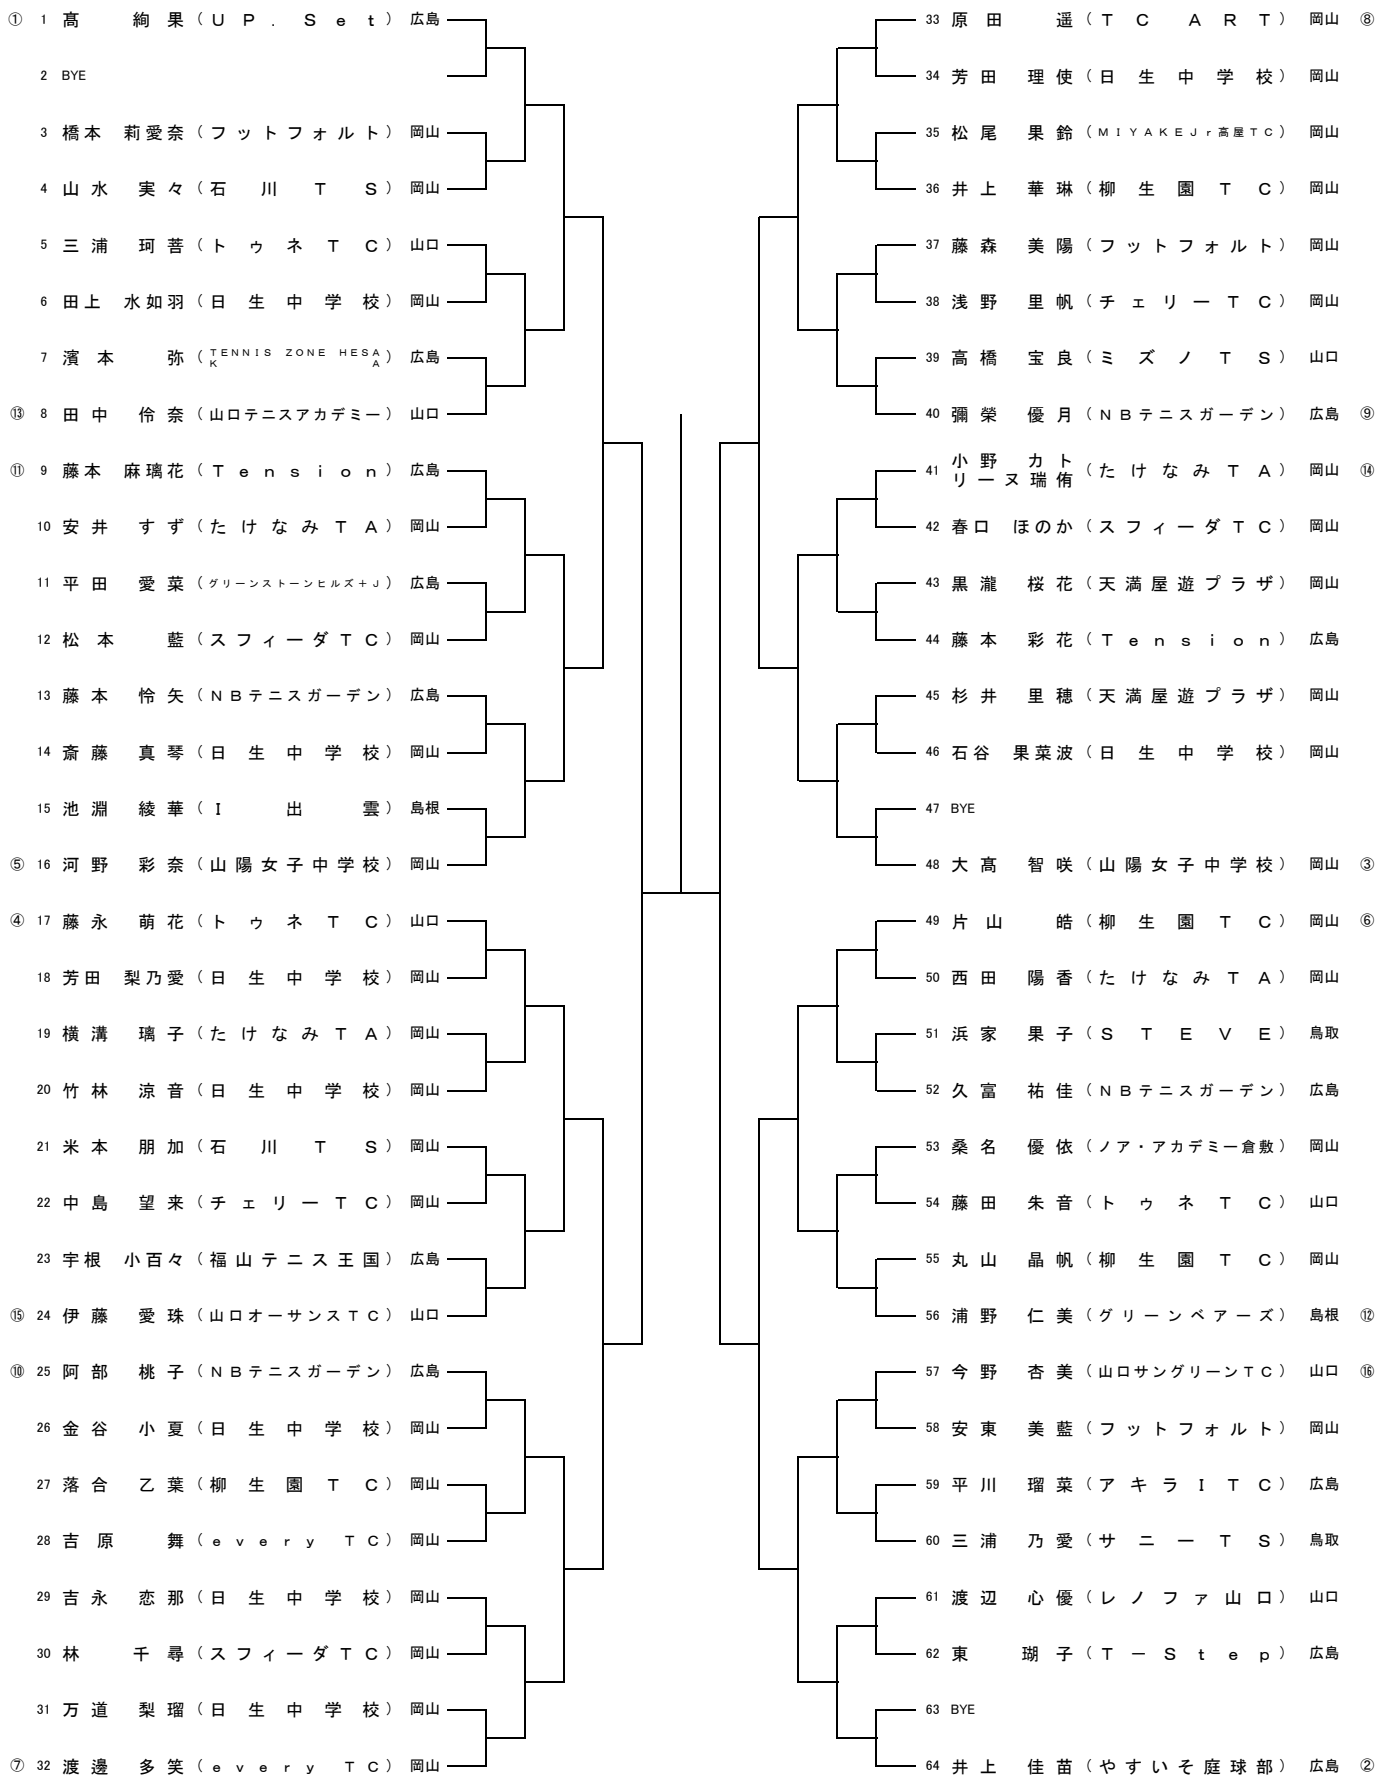 ① 1 髙 絢果 (UP.Set) 広島
2 BYE
3 橋本 莉愛奈 (フットフォルト) 岡山
4 山水 実々 (石川TS) 岡山
5 三浦 珂菩 (トゥネTC) 山口
6 田上 水如羽 (日生中学校) 岡山
7 濱本 弥 (TENNIS ZONE HESAKA) 広島
⑬ 8 田中 伶奈 (山口テニスアカデミー) 山口
⑪ 9 藤本 麻璃花 (Tension) 広島
10 安井 すず (たけなみTA) 岡山
11 平田 愛菜 (グリーンストーンヒルズ+J) 広島
12 松本 藍 (スフィーダTC) 岡山
13 藤本 怜矢 (NBテニスガーデン) 広島
14 斎藤 真琴 (日生中学校) 岡山
15 池淵 綾華 (I出雲) 島根
⑤ 16 河野 彩奈 (山陽女子中学校) 岡山
④ 17 藤永 萌花 (トゥネTC) 山口
18 芳田 梨乃愛 (日生中学校) 岡山
19 横溝 璃子 (たけなみTA) 岡山
20 竹林 涼音 (日生中学校) 岡山
21 米本 朋加 (石川TS) 岡山
22 中島 望来 (チェリーTC) 岡山
23 宇根 小百々 (福山テニス王国) 広島
⑮ 24 伊藤 愛珠 (山口オーサンスTC) 山口
⑩ 25 阿部 桃子 (NBテニスガーデン) 広島
26 金谷 小夏 (日生中学校) 岡山
27 落合 乙葉 (柳生園TC) 岡山
28 吉原 舞 (every TC) 岡山
29 吉永 恋那 (日生中学校) 岡山
30 林 千尋 (スフィーダTC) 岡山
31 万道 梨瑠 (日生中学校) 岡山
⑦ 32 渡邊 多笑 (every TC) 岡山
33 原田 遥 (TC ART) 岡山 ⑧
34 芳田 理使 (日生中学校) 岡山
35 松尾 果鈴 (MIYAKEJr高屋TC) 岡山
36 井上 華琳 (柳生園TC) 岡山
37 藤森 美陽 (フットフォルト) 岡山
38 浅野 里帆 (チェリーTC) 岡山
39 高橋 宝良 (ミズノTS) 山口
40 彌榮 優月 (NBテニスガーデン) 広島 ⑨
41 小野 カトリーヌ瑞侑 (たけなみTA) 岡山 ⑭
42 春口 ほのか (スフィーダTC) 岡山
43 黒瀧 桜花 (天満屋遊プラザ) 岡山
44 藤本 彩花 (Tension) 広島
45 杉井 里穂 (天満屋遊プラザ) 岡山
46 石谷 果菜波 (日生中学校) 岡山
47 BYE
48 大髙 智咲 (山陽女子中学校) 岡山 ③
49 片山 皓 (柳生園TC) 岡山 ⑥
50 西田 陽香 (たけなみTA) 岡山
51 浜家 果子 (STEVE) 鳥取
52 久富 祐佳 (NBテニスガーデン) 広島
53 桑名 優依 (ノア・アカデミー倉敷) 岡山
54 藤田 朱音 (トゥネTC) 山口
55 丸山 晶帆 (柳生園TC) 岡山
56 浦野 仁美 (グリーンベアーズ) 島根 ⑫
57 今野 杏美 (山口サングリーンTC) 山口 ⑯
58 安東 美藍 (フットフォルト) 岡山
59 平川 瑠菜 (アキラITC) 広島
60 三浦 乃愛 (サニーTS) 鳥取
61 渡辺 心優 (レノファ山口) 山口
62 東 瑚子 (T-Step) 広島
63 BYE
64 井上 佳苗 (やすいそ庭球部) 広島 ②